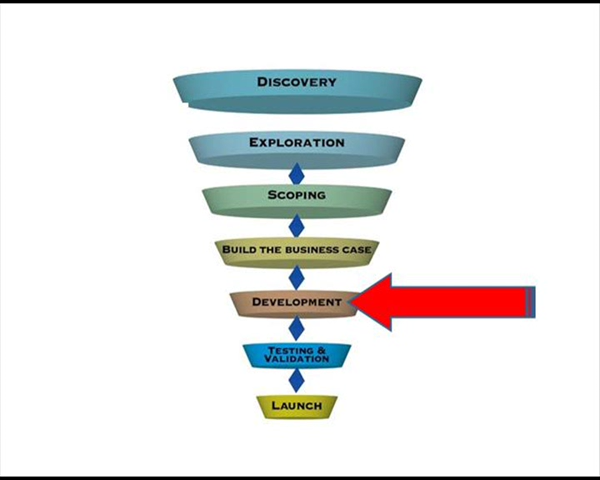 DISCOVERY
EXPLORATION
SCOPING
BUILD THE BUSINESS CASE
DEVELOPMENT
TESTING &
VALIDATION
LAUNCH